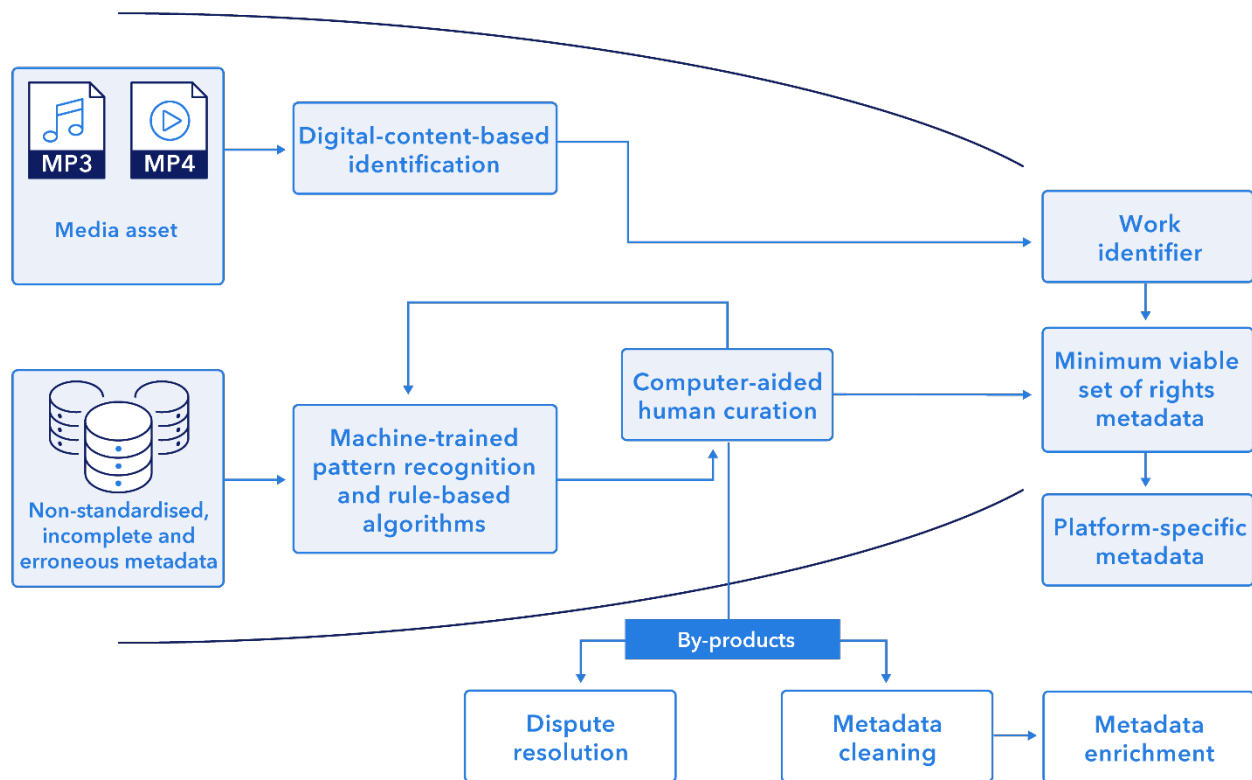 MP3
MP4
Media asset
Digital-content-based
identification
Work
identifier
Non-standardised,
incomplete and
erroneous metadata
Machine-trained
pattern recognition
and rule-based
algorithms
Computer-aided
human curation
Minimum viable
set of rights
metadata
Platform-specific
metadata
By-products
Dispute
resolution
Metadata
cleaning
Metadata
enrichment